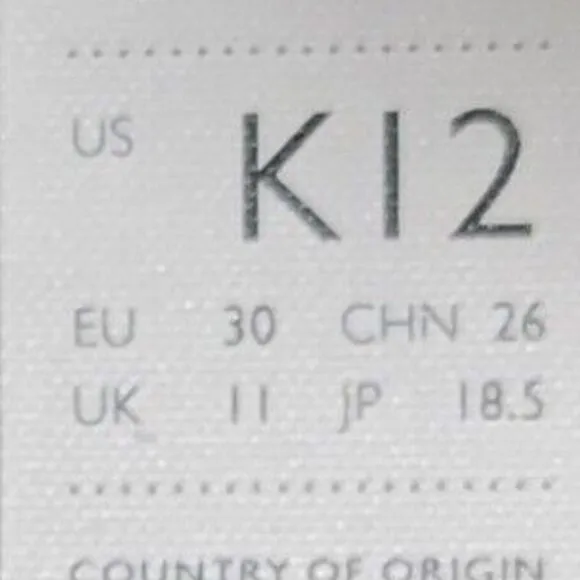 US K12
EU 30 CHN 26
UK 11 JP 18.5
COUNTRY OF ORIGIN